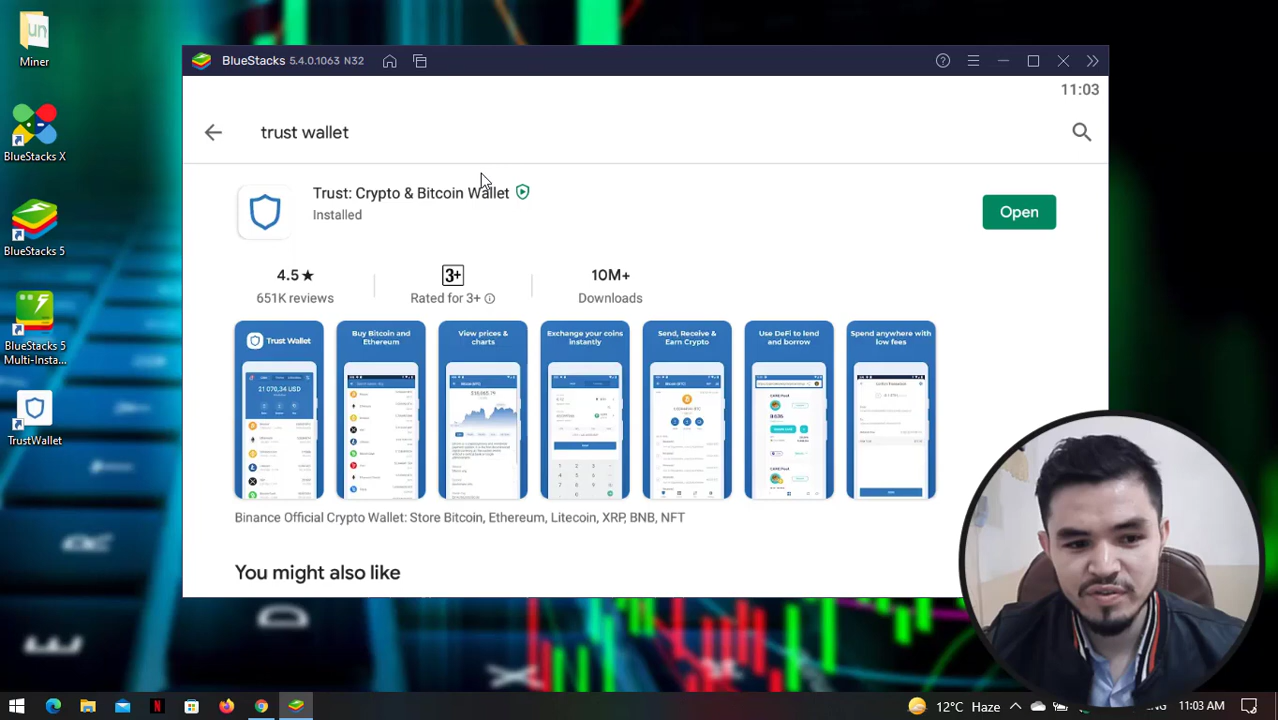 Miner
BlueStacks X
BlueStacks 5
BlueStacks 5
Multi-Insta...
TrustWallet
BlueStacks 5.4.0.1063 N32
11:03
trust wallet
Trust: Crypto & Bitcoin Wallet
Installed
Open
4.5★
651K reviews
3+
Rated for 3+
10M+
Downloads
Trust Wallet
21 076,34 USD
Buy Bitcoin and
Ethereum
View prices &
charts
Exchange your coins
instantly
Send, Receive &
Earn Crypto
Use DeFi to lend
and borrow
Spend anywhere with
low fees
Binance Official Crypto Wallet: Store Bitcoin, Ethereum, Litecoin, XRP, BNB, NFT
You might also like
12°C Haze
11:03 AM